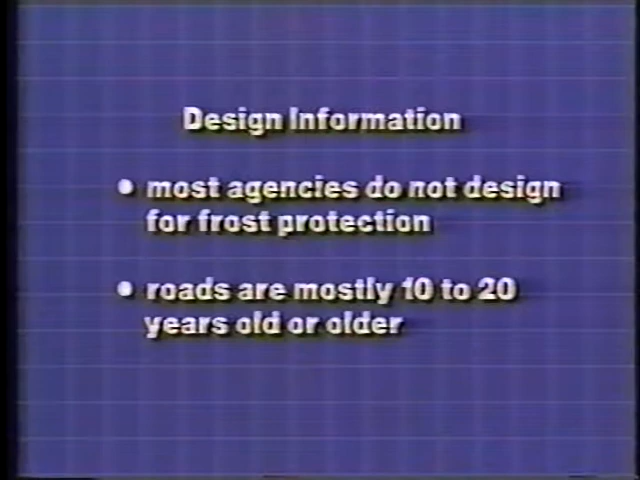 Design Information
• most agencies do not design
for frost protection
• roads are mostly 10 to 20
years old or older